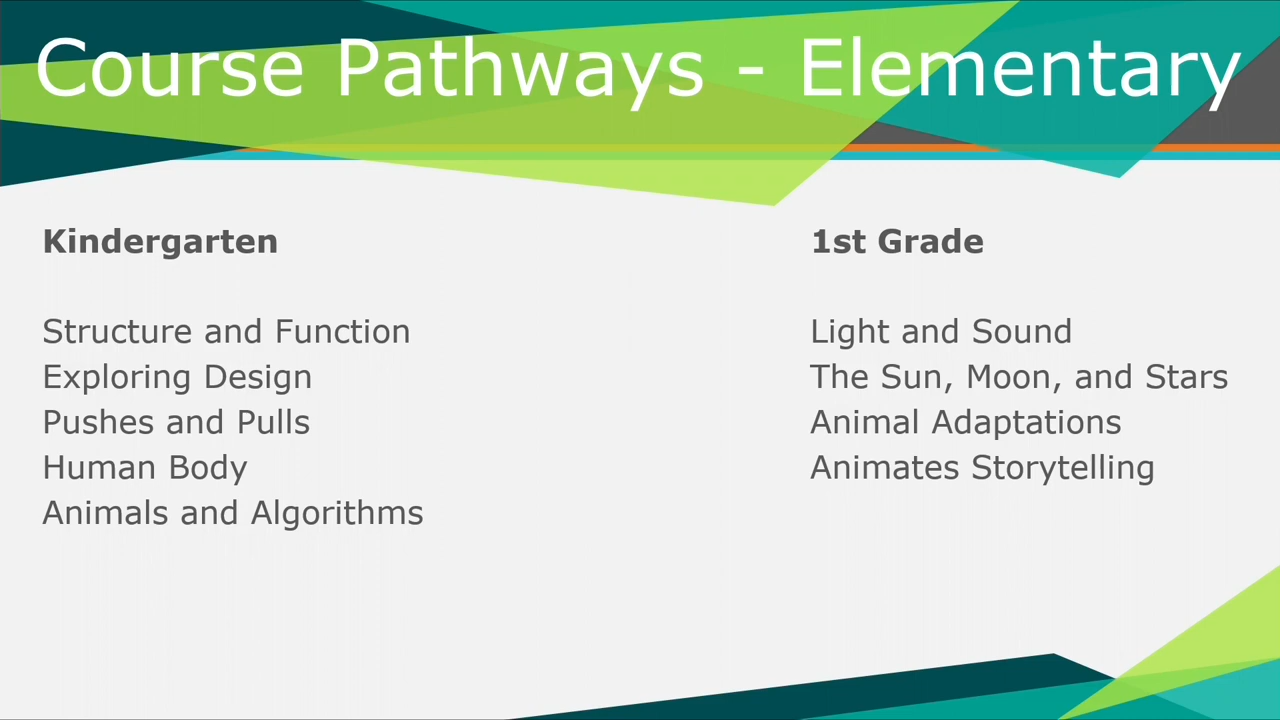 Course Pathways - Elementary
Kindergarten
Structure and Function
Exploring Design
Pushes and Pulls
Human Body
Animals and Algorithms
1st Grade
Light and Sound
The Sun, Moon, and Stars
Animal Adaptations
Animates Storytelling